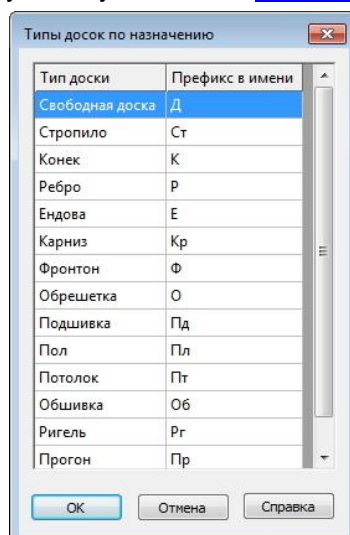 Типы досок по назначению
Тип доски Префикс в имени
Свободная доска Д
Стропило Ст
Конек К
Ребро Р
Ендова Е
Карниз Кр
Фронтон Ф
Обрешетка О
Подшивка Пд
Пол Пл
Потолок Пт
Обшивка Об
Ригель Рг
Прогон Пр
ОК Отмена Справка